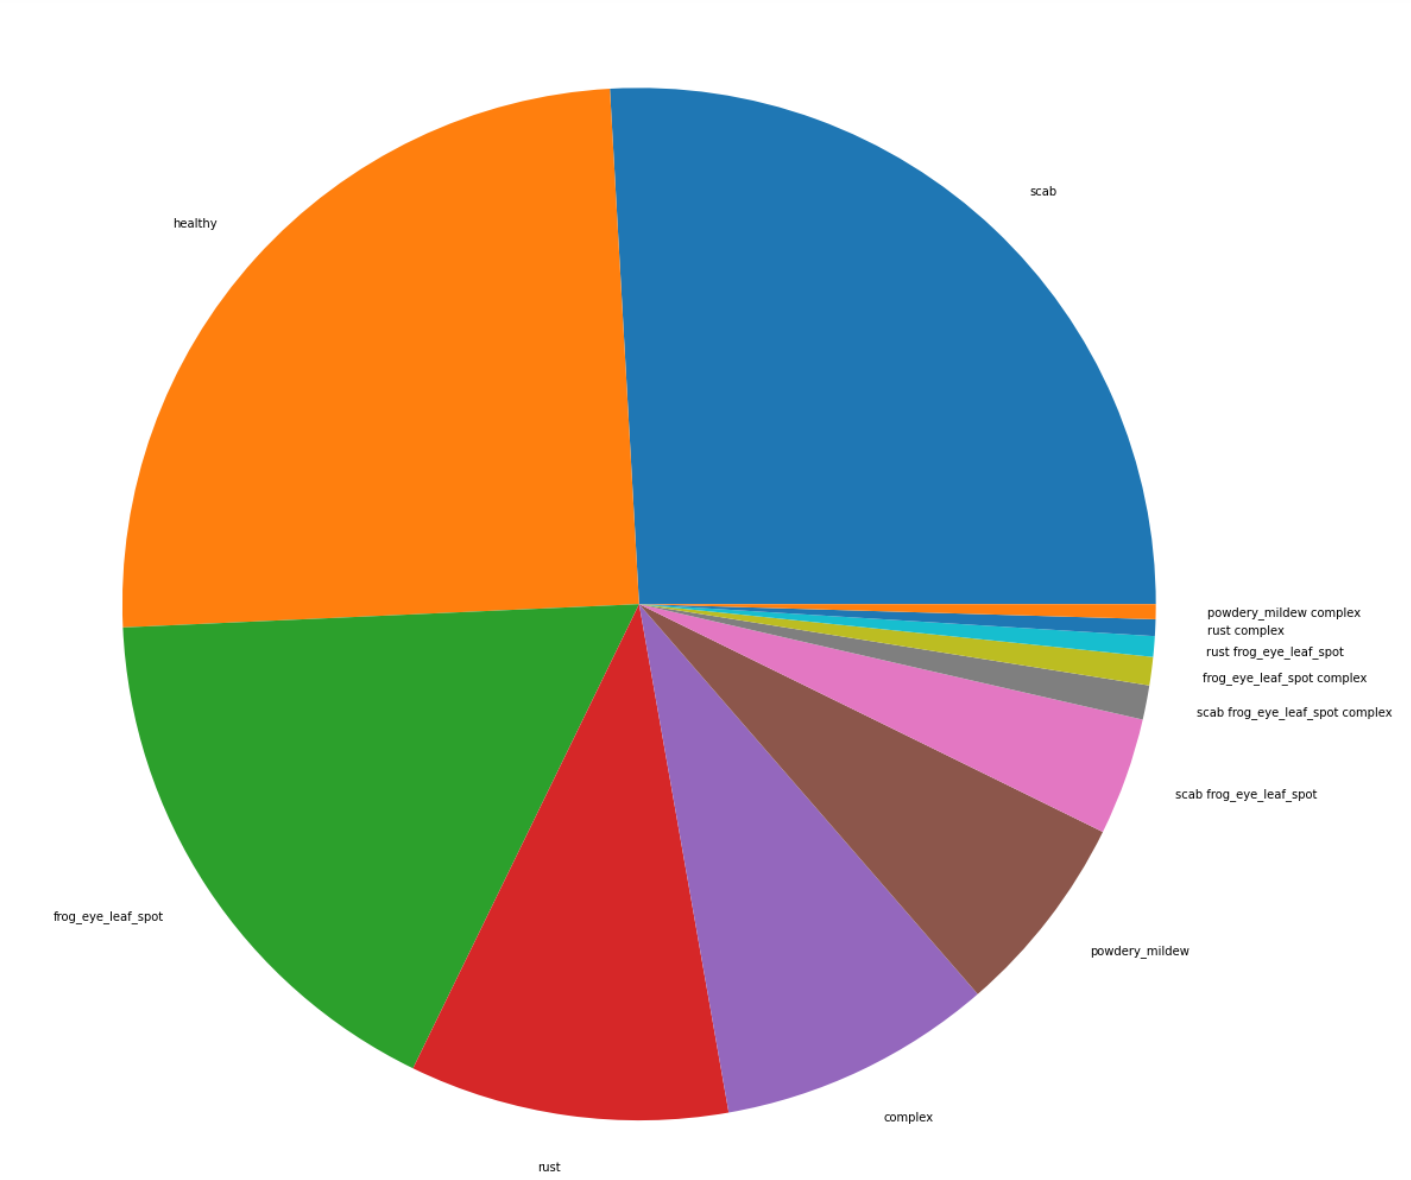 scab
healthy
powdery_mildew complex
rust complex
rust frog_eye_leaf_spot
frog_eye_leaf_spot complex
scab frog_eye_leaf_spot complex
scab frog_eye_leaf_spot
frog_eye_leaf_spot
powdery_mildew
complex
rust